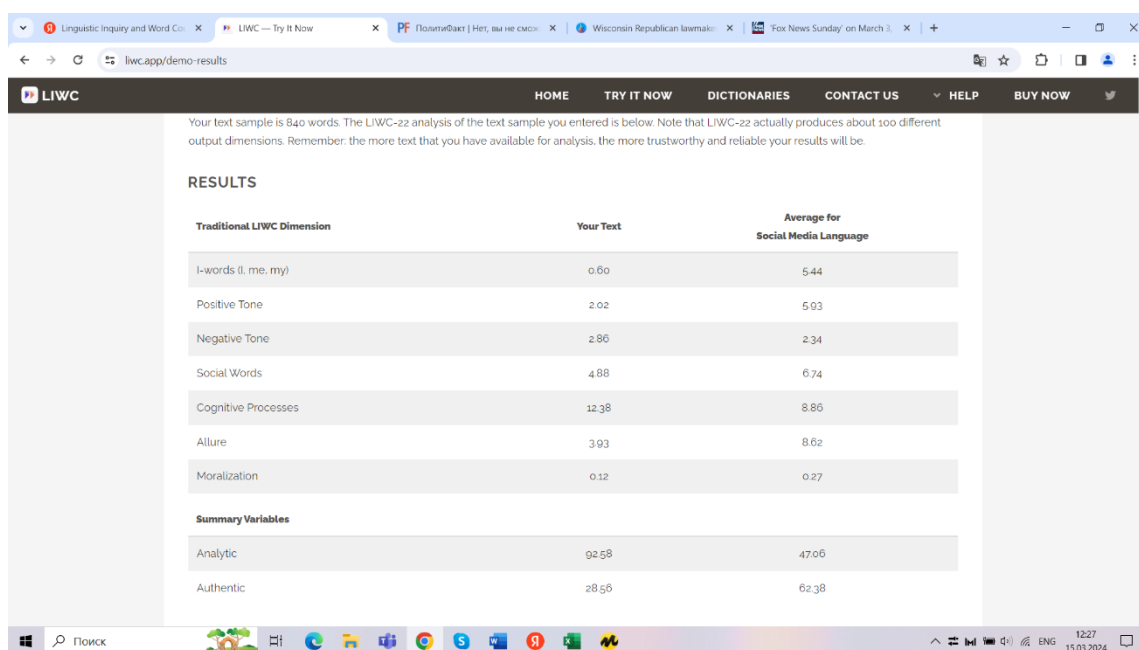 Linguistic Inquiry and Word Co
LIWC — Try It Now
PF ПолитиФакт | Нет, вы не смож
Wisconsin Republican lawmake
'Fox News Sunday' on March 3,
liwc.app/demo-results
LIWC HOME TRY IT NOW DICTIONARIES CONTACT US HELP BUY NOW
Your text sample is 840 words. The LIWC-22 analysis of the text sample you entered is below. Note that LIWC-22 actually produces about 100 different
output dimensions. Remember: the more text that you have available for analysis, the more trustworthy and reliable your results will be.
RESULTS
Traditional LIWC Dimension Your Text Average for
Social Media Language
I-words (I, me, my) 0.60 5.44
Positive Tone 2.02 5.93
Negative Tone 2.86 2.34
Social Words 4.88 6.74
Cognitive Processes 12.38 8.86
Allure 3.93 8.62
Moralization 0.12 0.27
Summary Variables
Analytic 92.58 47.06
Authentic 28.56 62.38
Поиск
ENG
12:27
15.03.2024